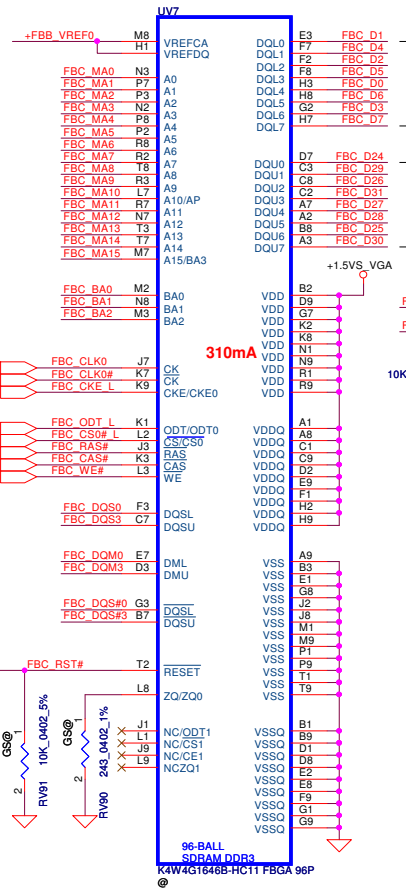 UV7
+FBB_VREF0 M8 VREFCA DQL0 E3 FBC_D1
H1 VREFDQ DQL1 F7 FBC_D4
DQL2 F2 FBC_D2
FBC_MA0 N3 A0 DQL3 F8 FBC_D5
FBC_MA1 P7 A1 DQL4 H3 FBC_D0
FBC_MA2 P3 A2 DQL5 H8 FBC_D6
FBC_MA3 N2 A3 DQL6 G2 FBC_D3
FBC_MA4 P8 A4 DQL7 H7 FBC_D7
FBC_MA5 P2 A5
FBC_MA6 R8 A6
FBC_MA7 R2 A7 DQU0 D7 FBC_D24
FBC_MA8 T8 A8 DQU1 C3 FBC_D29
FBC_MA9 R3 A9 DQU2 C8 FBC_D26
FBC_MA10 L7 A10/AP DQU3 C2 FBC_D31
FBC_MA11 R7 A11 DQU4 A7 FBC_D27
FBC_MA12 N7 A12 DQU5 A2 FBC_D28
FBC_MA13 T3 A13 DQU6 B8 FBC_D25
FBC_MA14 T7 A14 DQU7 A3 FBC_D30
FBC_MA15 M7 A15/BA3
+1.5VS_VGA
FBC_BA0 M2 BA0 VDD B2
FBC_BA1 N8 BA1 VDD D9
FBC_BA2 M3 BA2 VDD G7
VDD K2
VDD K8
310mA VDD N1
FBC_CLK0 J7 CK VDD N9
FBC_CLK0# K7 CK VDD R1
FBC_CKE_L K9 CKE/CKE0 VDD R9
10K
FBC_ODT_L K1 ODT/ODT0 VDDQ A1
FBC_CS0#_L L2 CS/CS0 VDDQ A8
FBC_RAS# J3 RAS VDDQ C1
FBC_CAS# K3 CAS VDDQ C9
FBC_WE# L3 WE VDDQ D2
VDDQ E9
VDDQ F1
FBC_DQS0 F3 DQSL VDDQ H2
FBC_DQS3 C7 DQSU VDDQ H9
FBC_DQM0 E7 DML VSS A9
FBC_DQM3 D3 DMU VSS B3
VSS E1
VSS G8
FBC_DQS#0 G3 DQSL VSS J2
FBC_DQS#3 B7 DQSU VSS J8
VSS M1
VSS M9
VSS P1
FBC_RST# T2 RESET VSS P9
VSS T1
L8 ZQ/ZQ0 VSS T9
J1 NC/ODT1 VSSQ B1
L1 NC/CS1 VSSQ B9
J9 NC/CE1 VSSQ D1
L9 NCZQ1 VSSQ D8
VSSQ E2
VSSQ E8
VSSQ F9
VSSQ G1
VSSQ G9
GS@ 1 2 RV91 10K_0402_5%
GS@ 1 2 RV90 243_0402_1%
96-BALL
SDRAM DDR3
K4W4G1646B-HC11 FBGA 96P
@